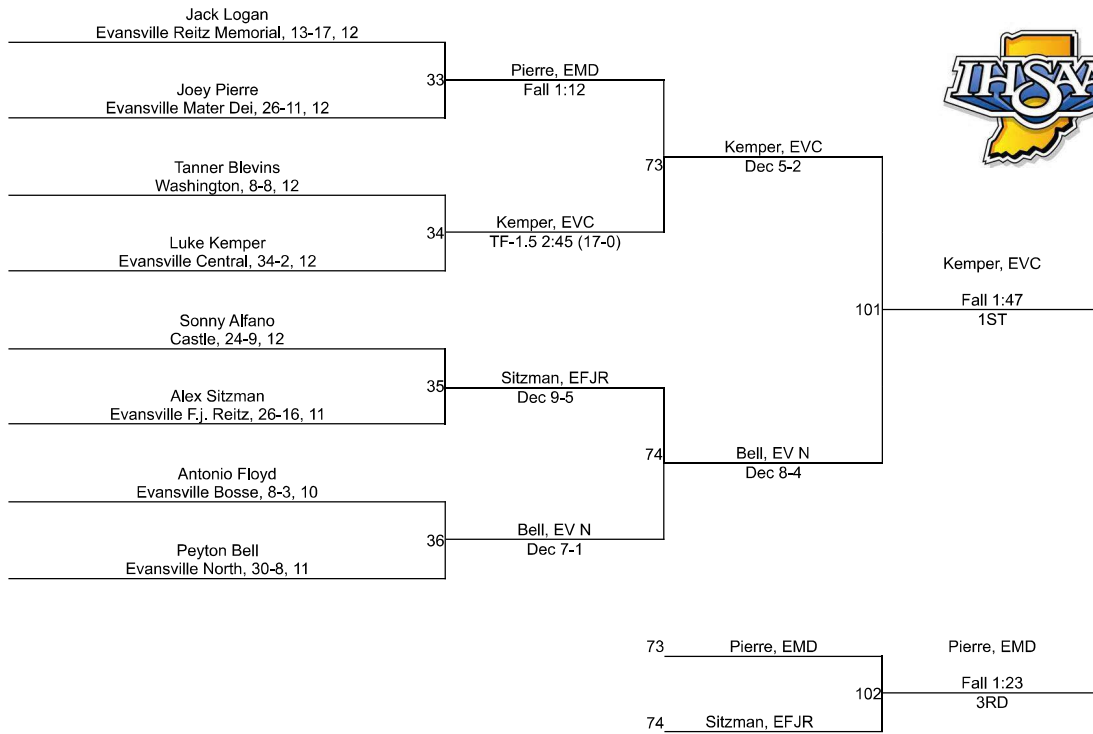 Jack Logan
Evansville Reitz Memorial, 13-17, 12
Joey Pierre
Evansville Mater Dei, 26-11, 12
33
Pierre, EMD
Fall 1:12
Tanner Blevins
Washington, 8-8, 12
Luke Kemper
Evansville Central, 34-2, 12
34
Kemper, EVC
TF-1.5 2:45 (17-0)
73
Kemper, EVC
Dec 5-2
Sonny Alfano
Castle, 24-9, 12
Alex Sitzman
Evansville F.j. Reitz, 26-16, 11
35
Sitzman, EFJR
Dec 9-5
Antonio Floyd
Evansville Bosse, 8-3, 10
Peyton Bell
Evansville North, 30-8, 11
36
Bell, EV N
Dec 7-1
74
Bell, EV N
Dec 8-4
101
IHSAA
Kemper, EVC
Fall 1:47
1ST
73
Pierre, EMD
74
Sitzman, EFJR
102
Pierre, EMD
Fall 1:23
3RD